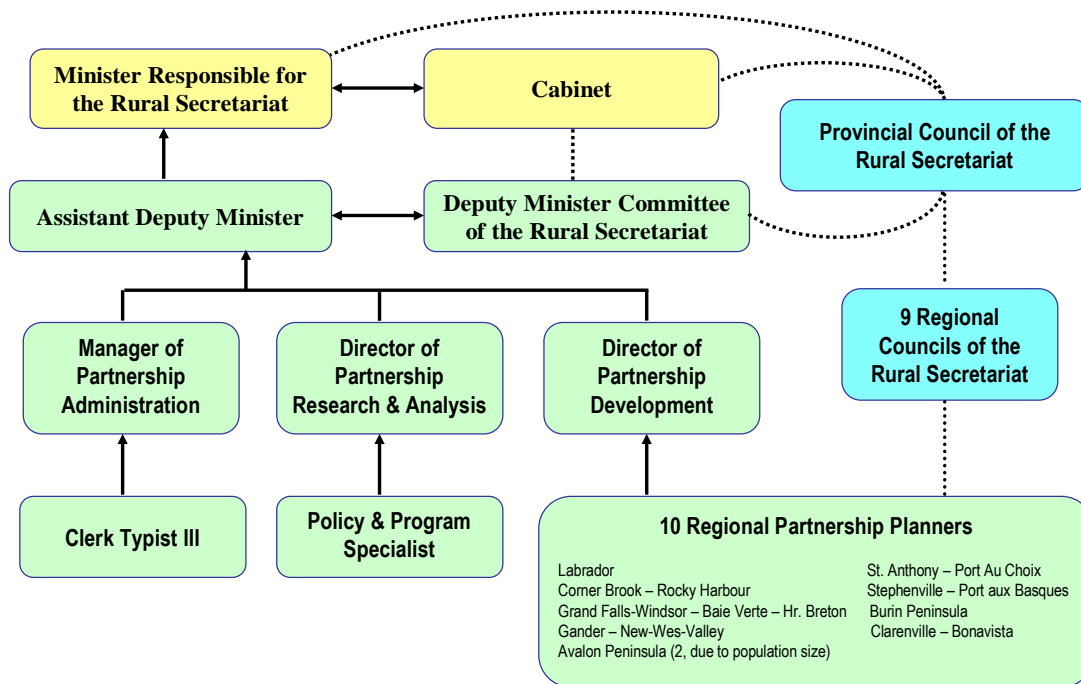 Minister Responsible for
the Rural Secretariat
Cabinet
Provincial Council of the
Rural Secretariat
Assistant Deputy Minister
Deputy Minister Committee
of the Rural Secretariat
9 Regional
Councils of the
Rural Secretariat
Manager of
Partnership
Administration
Director of
Partnership
Research & Analysis
Director of
Partnership
Development
Clerk Typist III
Policy & Program
Specialist
10 Regional Partnership Planners
Labrador
Corner Brook – Rocky Harbour
Grand Falls-Windsor – Baie Verte – Hr. Breton
Gander – New-Wes-Valley
Avalon Peninsula (2, due to population size)
St. Anthony – Port Au Choix
Stephenville – Port aux Basques
Burin Peninsula
Clarenville – Bonavista